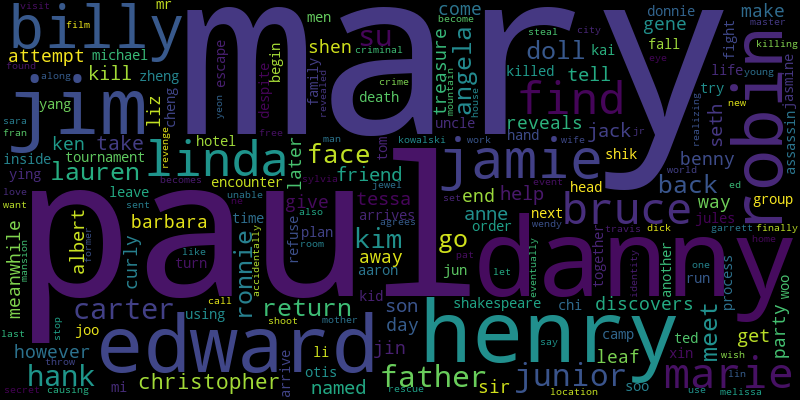 mary
paul
danny
henry
edward
jim
billy
robin
linda
jamie
bruce
find
junior
marie
father
face
su
kim
go
doll
lauren
carter
hank
christopher
return
ronnie
angela
treasure
gene
make
come
donnie
mr
film
visit
attempt
michael
kill
zheng
yang
cheng
liz
escape
begin
despite
men
shen
family
revealed
killed
death
kai
tell
fall
city
become
master
steal
criminal
killing
found
along
eye
fight
life
young
try
new
jasmine
assassin
realizing
seth
jack
jr
reveals
hand
uncle
mountain
house
crime
sara
fran
ken
take
hotel
inside
tournament
ying
revenge
encounter
later
friend
tom
man
free
kowalski
work
wife
shik
benny
world
back
head
group
way
jules
help
end
tessa
give
sylvia
jewel
becomes
love
want
leave
sent
unable
barbara
albert
former
mansion
meanwhile
curly
time
like
turn
accidentally
also
room
plan
refuse
arrives
agrees
away
aaron
set
event
anne
order
next
wendy
pat
jun
let
eventually
say
together
travis
dick
garrett
finally
identity
home
another
discovers
meet
process
run
one
party
woo
shakespeare
chi
camp
leaf
ted
get
xin
wish
lin
use
melissa
soo
location
sir
rescue
named
otis
li
jin
day
son
kid
mother
shoot
call
using
joo
mi
arrive
however
last
stop
throw
secret
causing
yeon
ed